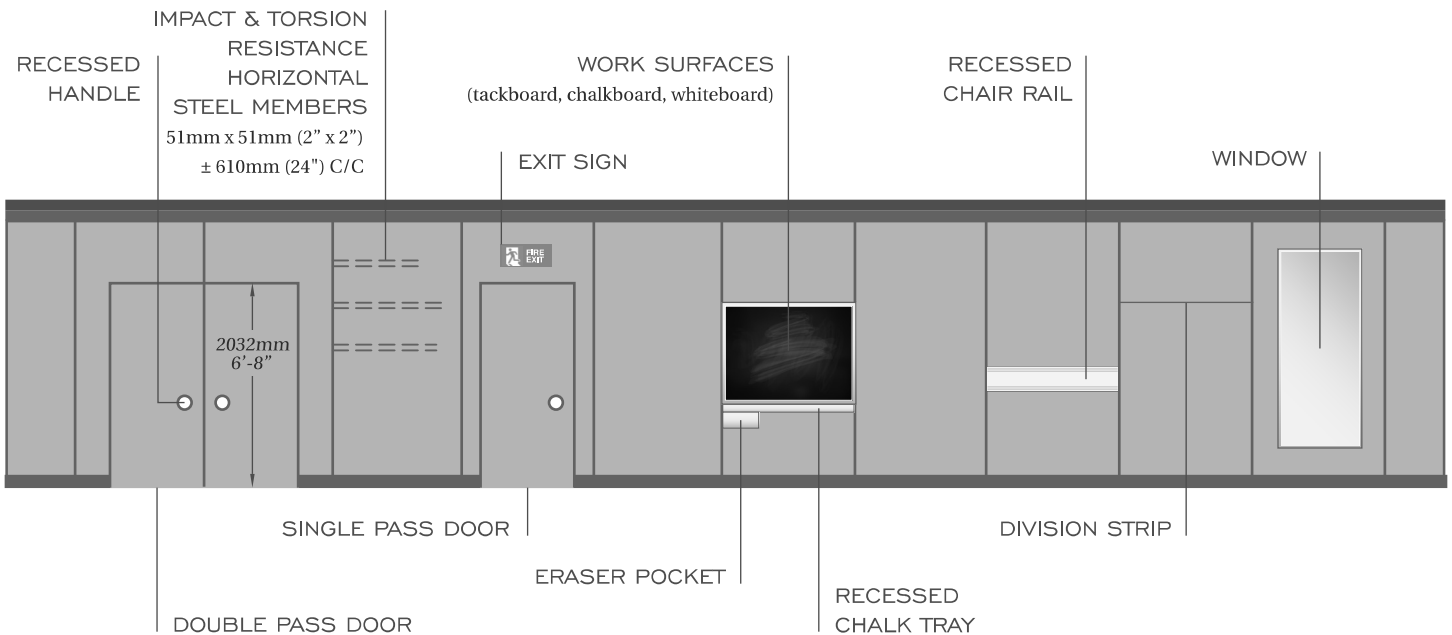 IMPACT & TORSION
RESISTANCE
HORIZONTAL
STEEL MEMBERS
51mm x 51mm (2” x 2”)
± 610mm (24") C/C
RECESSED
HANDLE
WORK SURFACES
(tackboard, chalkboard, whiteboard)
RECESSED
CHAIR RAIL
EXIT SIGN
WINDOW
FIRE
EXIT
2032mm
6’-8”
SINGLE PASS DOOR
DIVISION STRIP
ERASER POCKET
RECESSED
CHALK TRAY
DOUBLE PASS DOOR